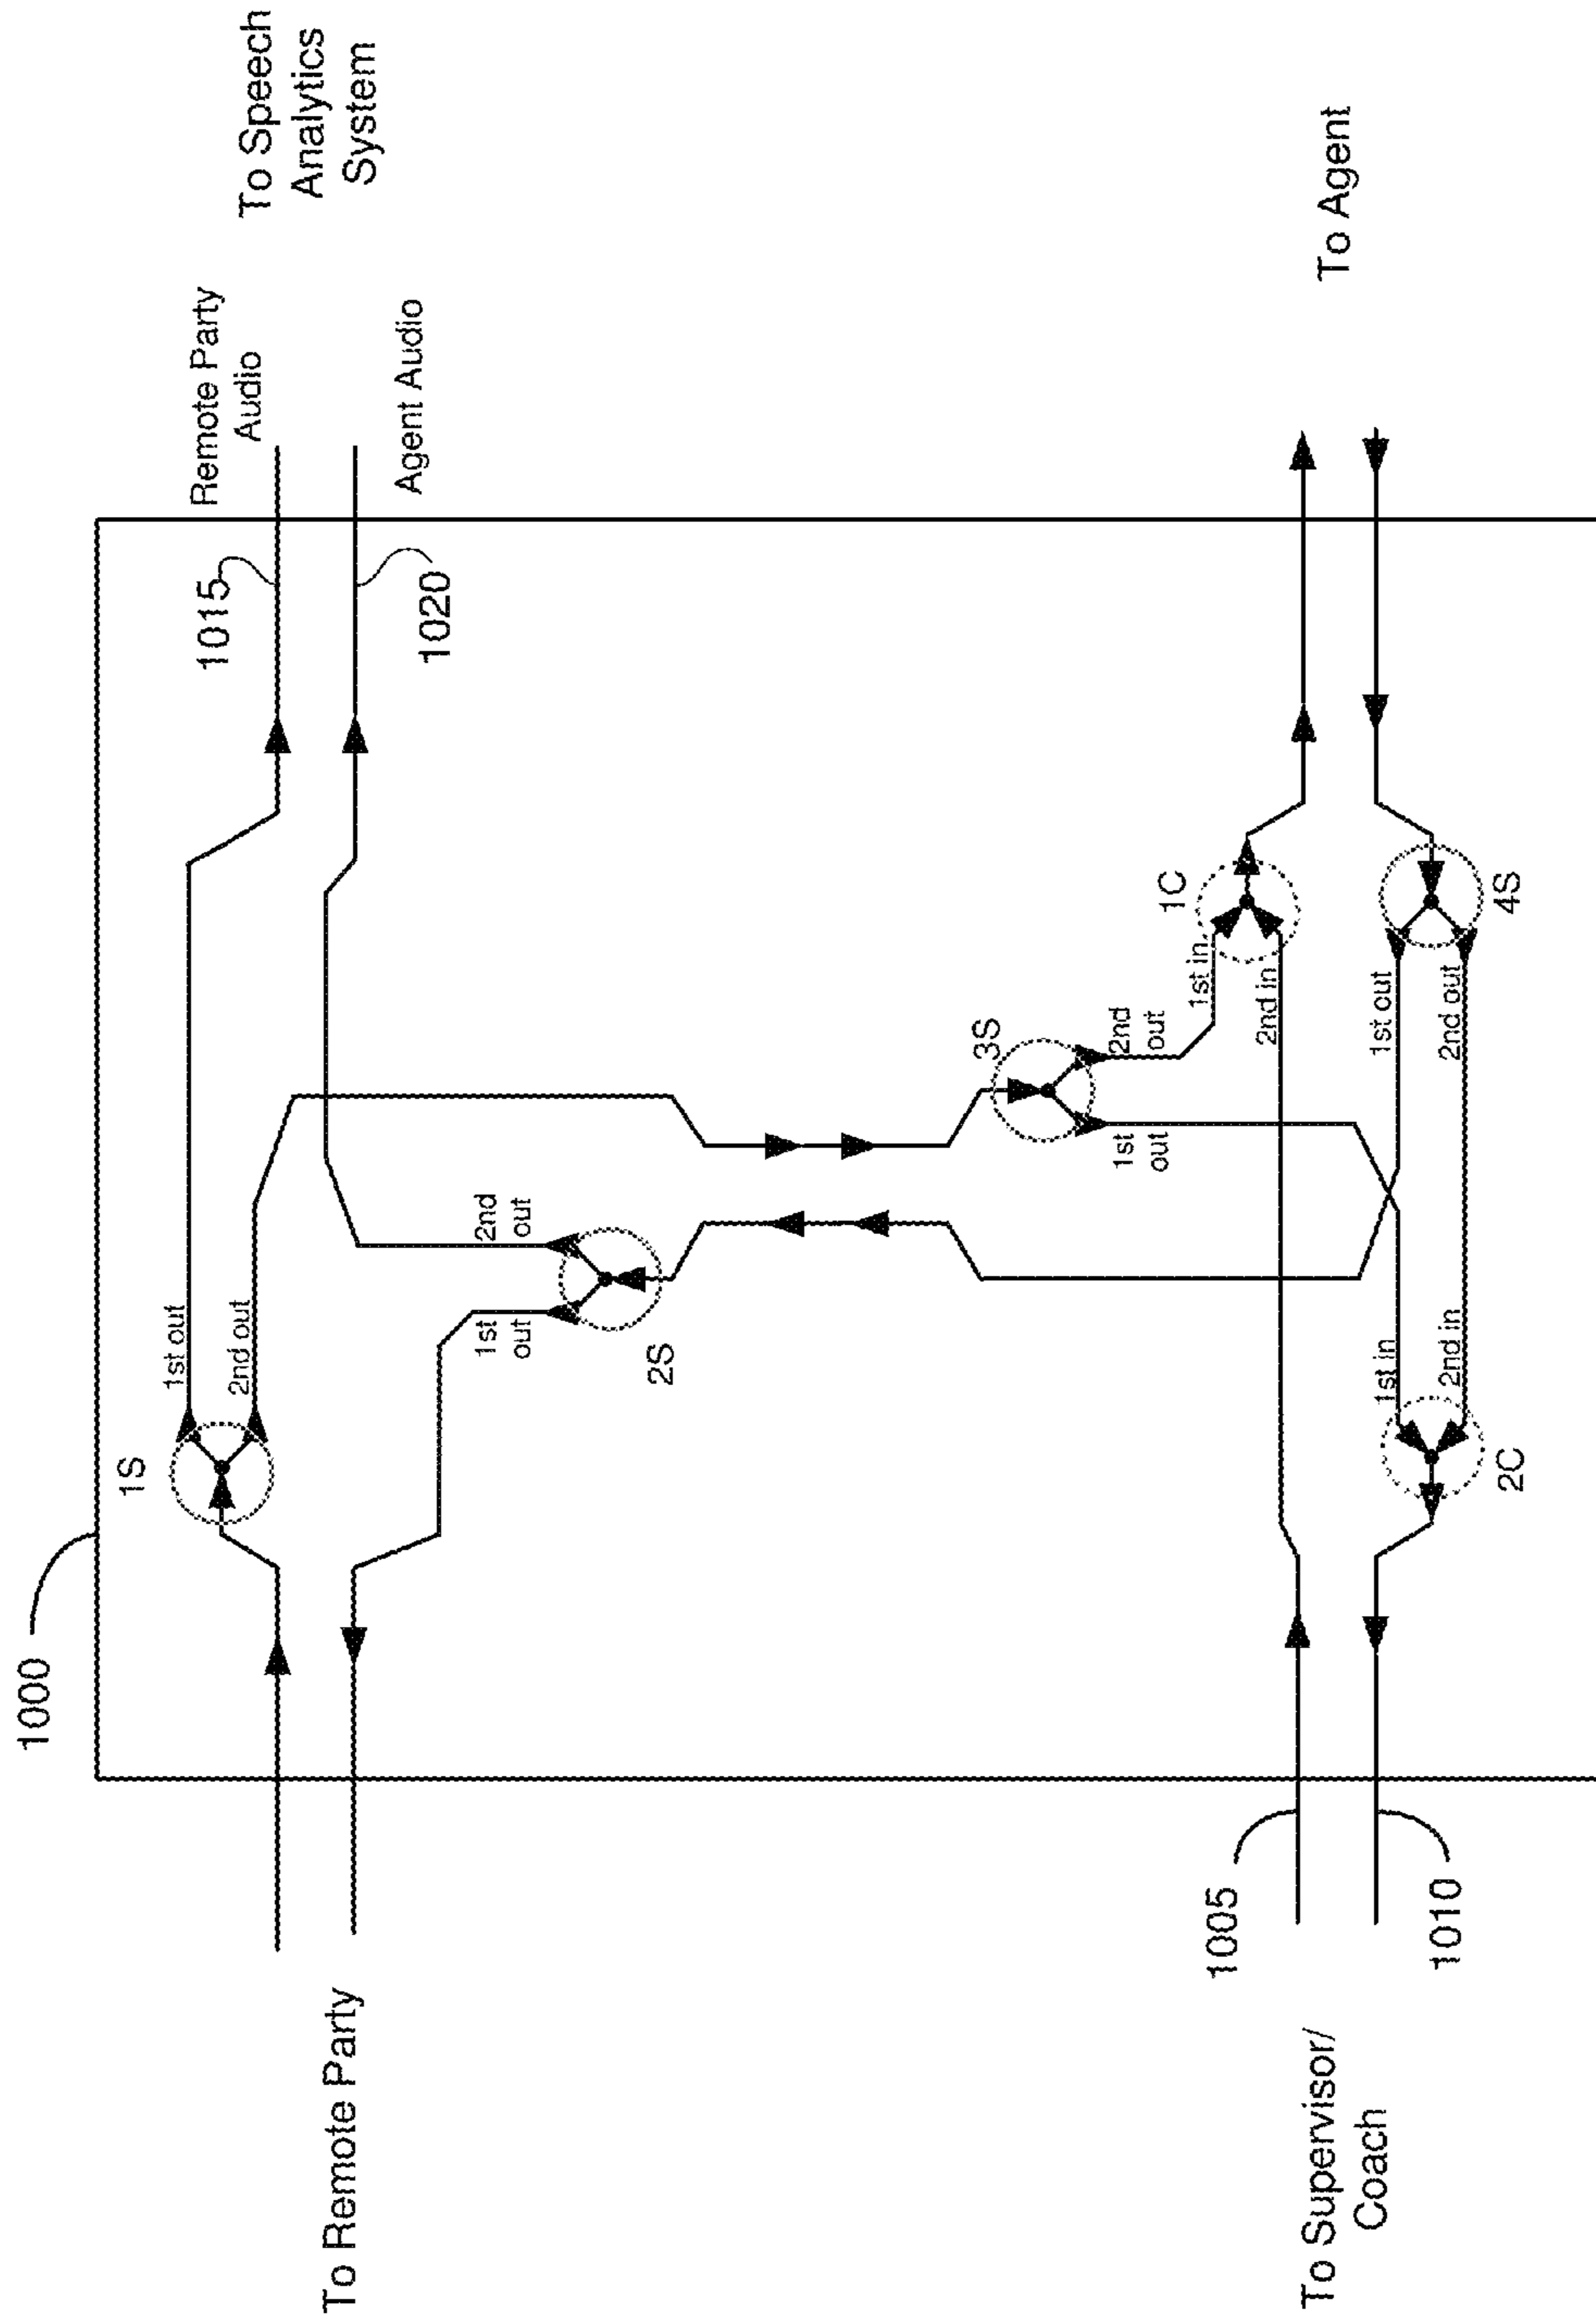 1000
1S
1st out
2nd out
To Remote Party
1st
out
2nd
out
2S
Remote Party
Audio
1015
Agent Audio
1020
To Speech
Analytics
System
3S
1st
out
2nd
out
1C
1st in
2nd in
1st out
2nd out
4S
1st in
2nd in
2C
1005
1010
To Supervisor/
Coach
To Agent